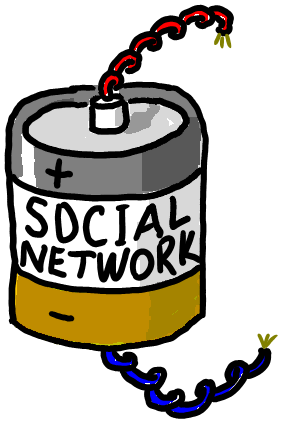 +
SOCIAL
NETWORK
-